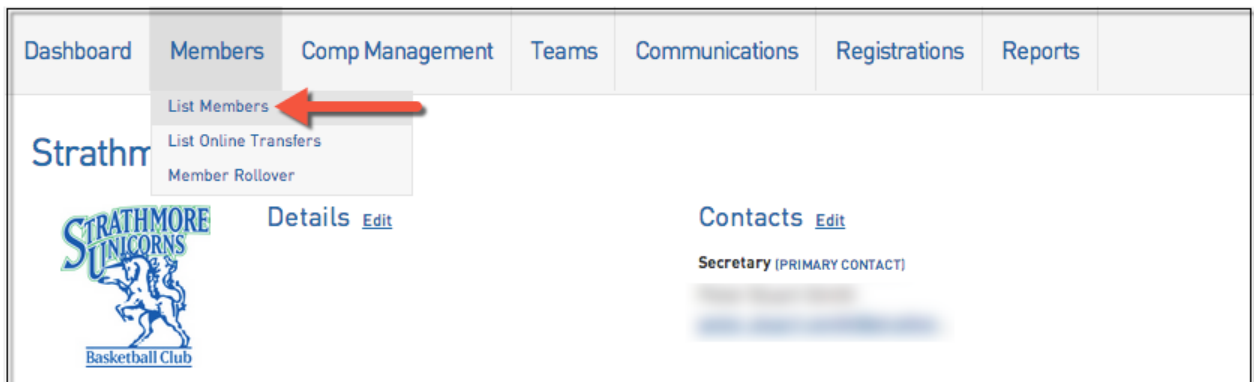 Dashboard Members Comp Management Teams Communications Registrations Reports
List Members
List Online Transfers
Member Rollover
Strathm
STRATHMORE
UNICORNS
Basketball Club
Details Edit
Contacts Edit
Secretary (PRIMARY CONTACT)